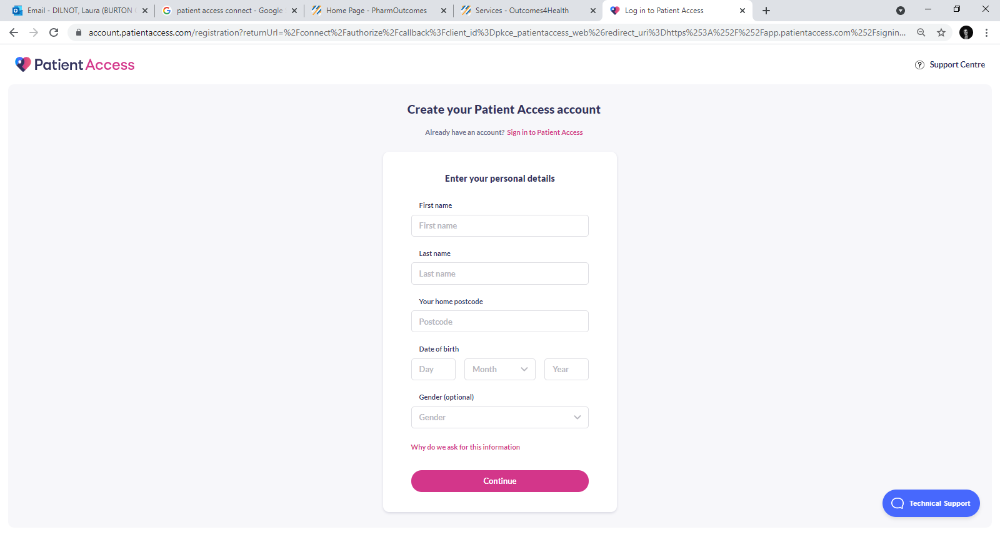 Email - DILNOT, Laura (BURTON
patient access connect - Google
Home Page - PharmOutcomes
Services - Outcomes4Health
Log in to Patient Access
account.patientaccess.com/registration?returnUrl=%2Fconnect%2Fauthorize%2Fcallback%3Fclient_id%3Dpkce_patientaccess_web%26redirect_uri%3Dhttps%253A%252F%252Fapp.patientaccess.com%252Fsignin...
Patient Access
Support Centre
Create your Patient Access account
Already have an account? Sign in to Patient Access
Enter your personal details
First name
First name
Last name
Last name
Your home postcode
Postcode
Date of birth
Day Month Year
Gender (optional)
Gender
Why do we ask for this information
Continue
Technical Support